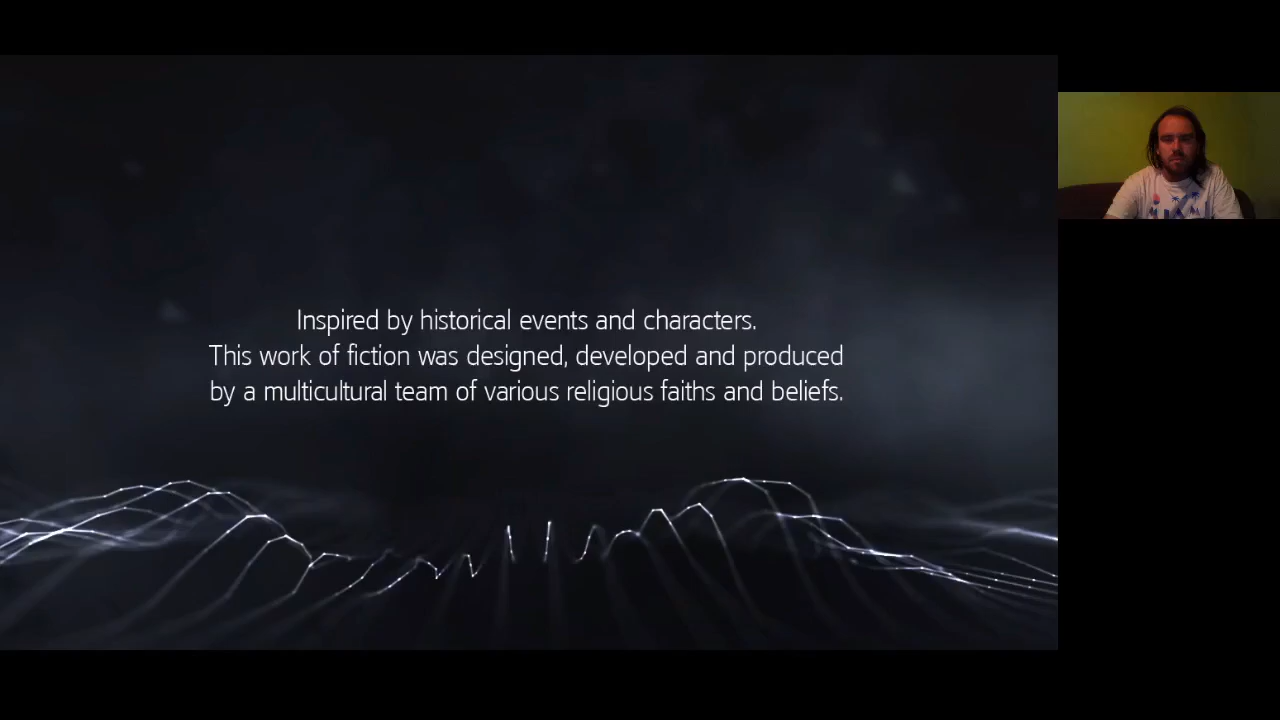 Inspired by historical events and characters.
This work of fiction was designed, developed and produced
by a multicultural team of various religious faiths and beliefs.